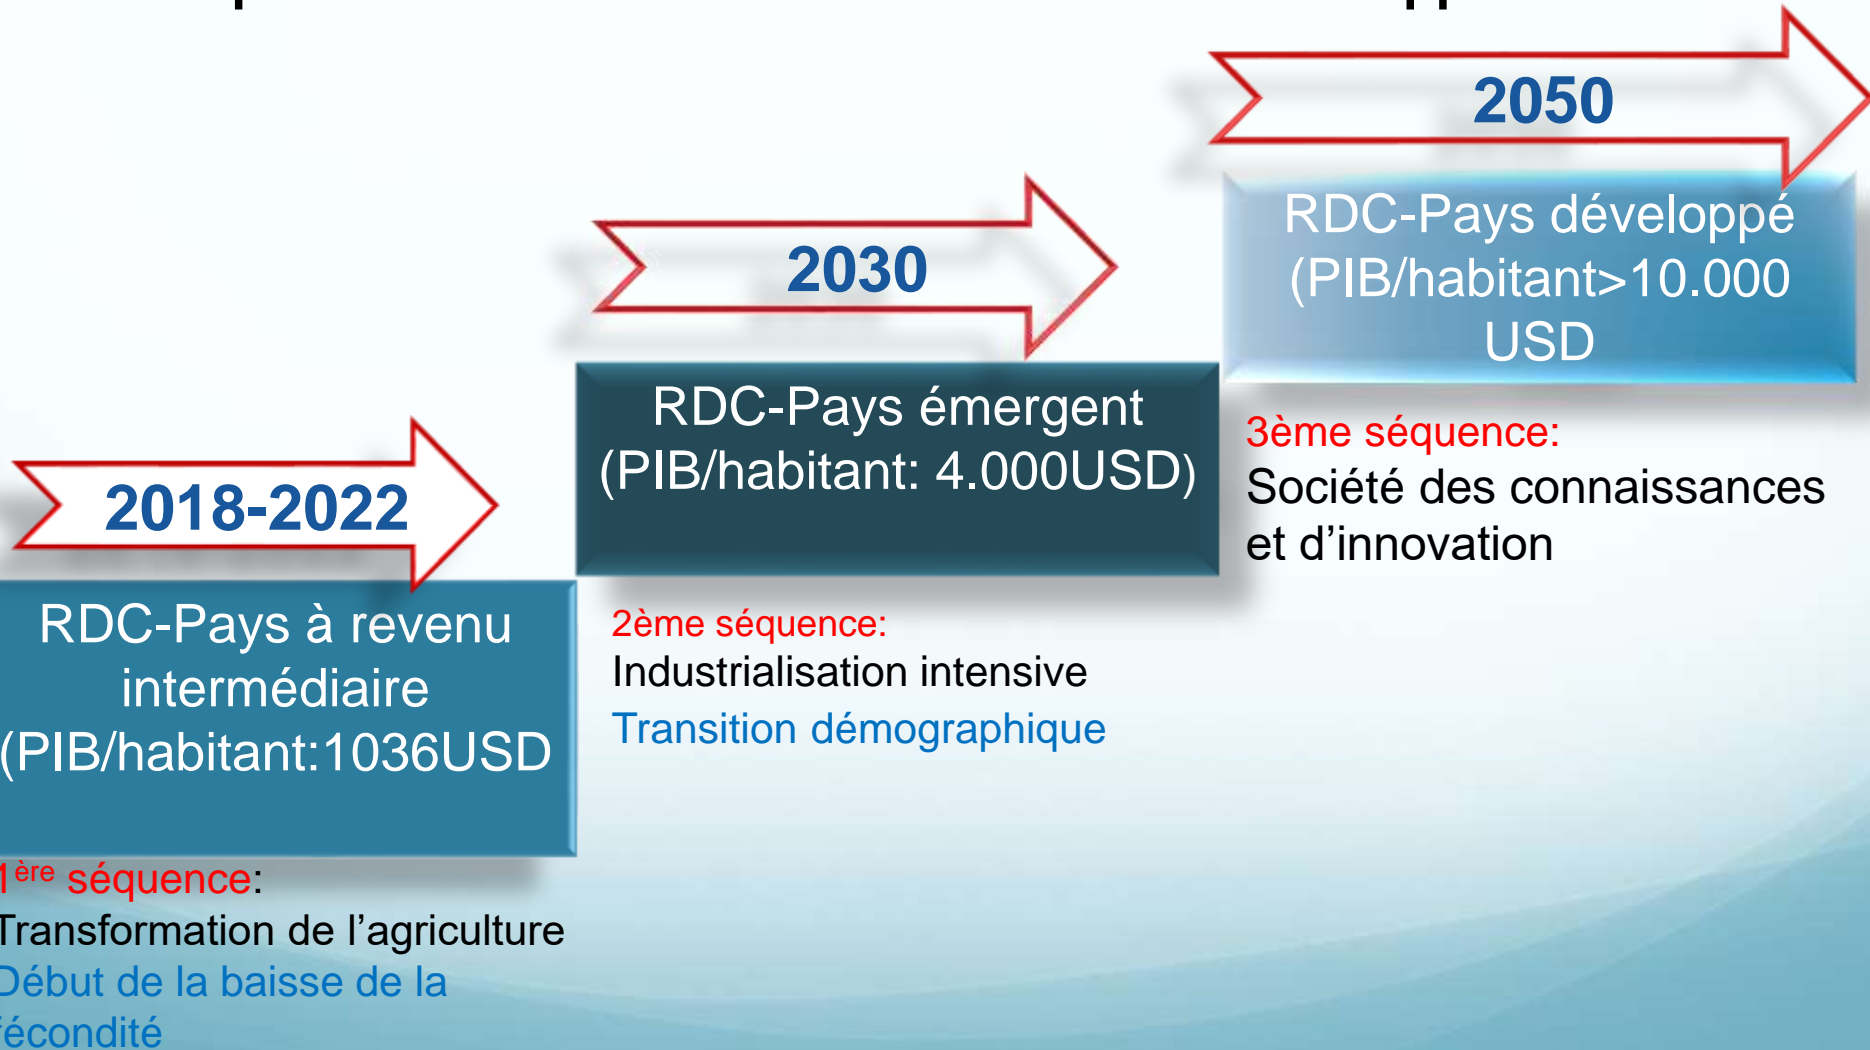 2018-2022
RDC-Pays à revenu
intermédiaire
(PIB/habitant:1036USD
1ère séquence:
Transformation de l’agriculture
Début de la baisse de la
fécondité
2030
RDC-Pays émergent
(PIB/habitant: 4.000USD)
2ème séquence:
Industrialisation intensive
Transition démographique
2050
RDC-Pays développé
(PIB/habitant>10.000
USD
3ème séquence:
Société des connaissances
et d’innovation